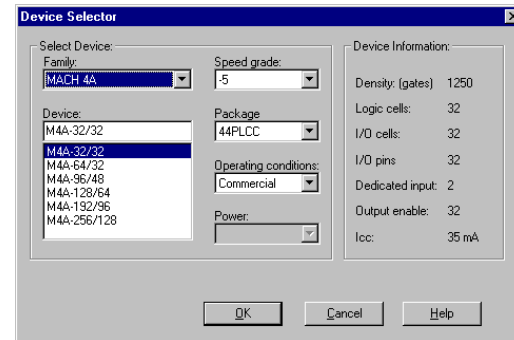 Device Selector
Select Device:
Family:
MACH 4A
Device:
M4A-32/32
M4A-32/32
M4A-64/32
M4A-96/48
M4A-128/64
M4A-192/96
M4A-256/128
Speed grade:
-5
Package
44PLCC
Operating conditions:
Commercial
Power:
Device Information:
Density: (gates) 1250
Logic cells: 32
I/O cells: 32
I/O pins 32
Dedicated input: 2
Output enable: 32
Icc: 35 mA
OK
Cancel
Help